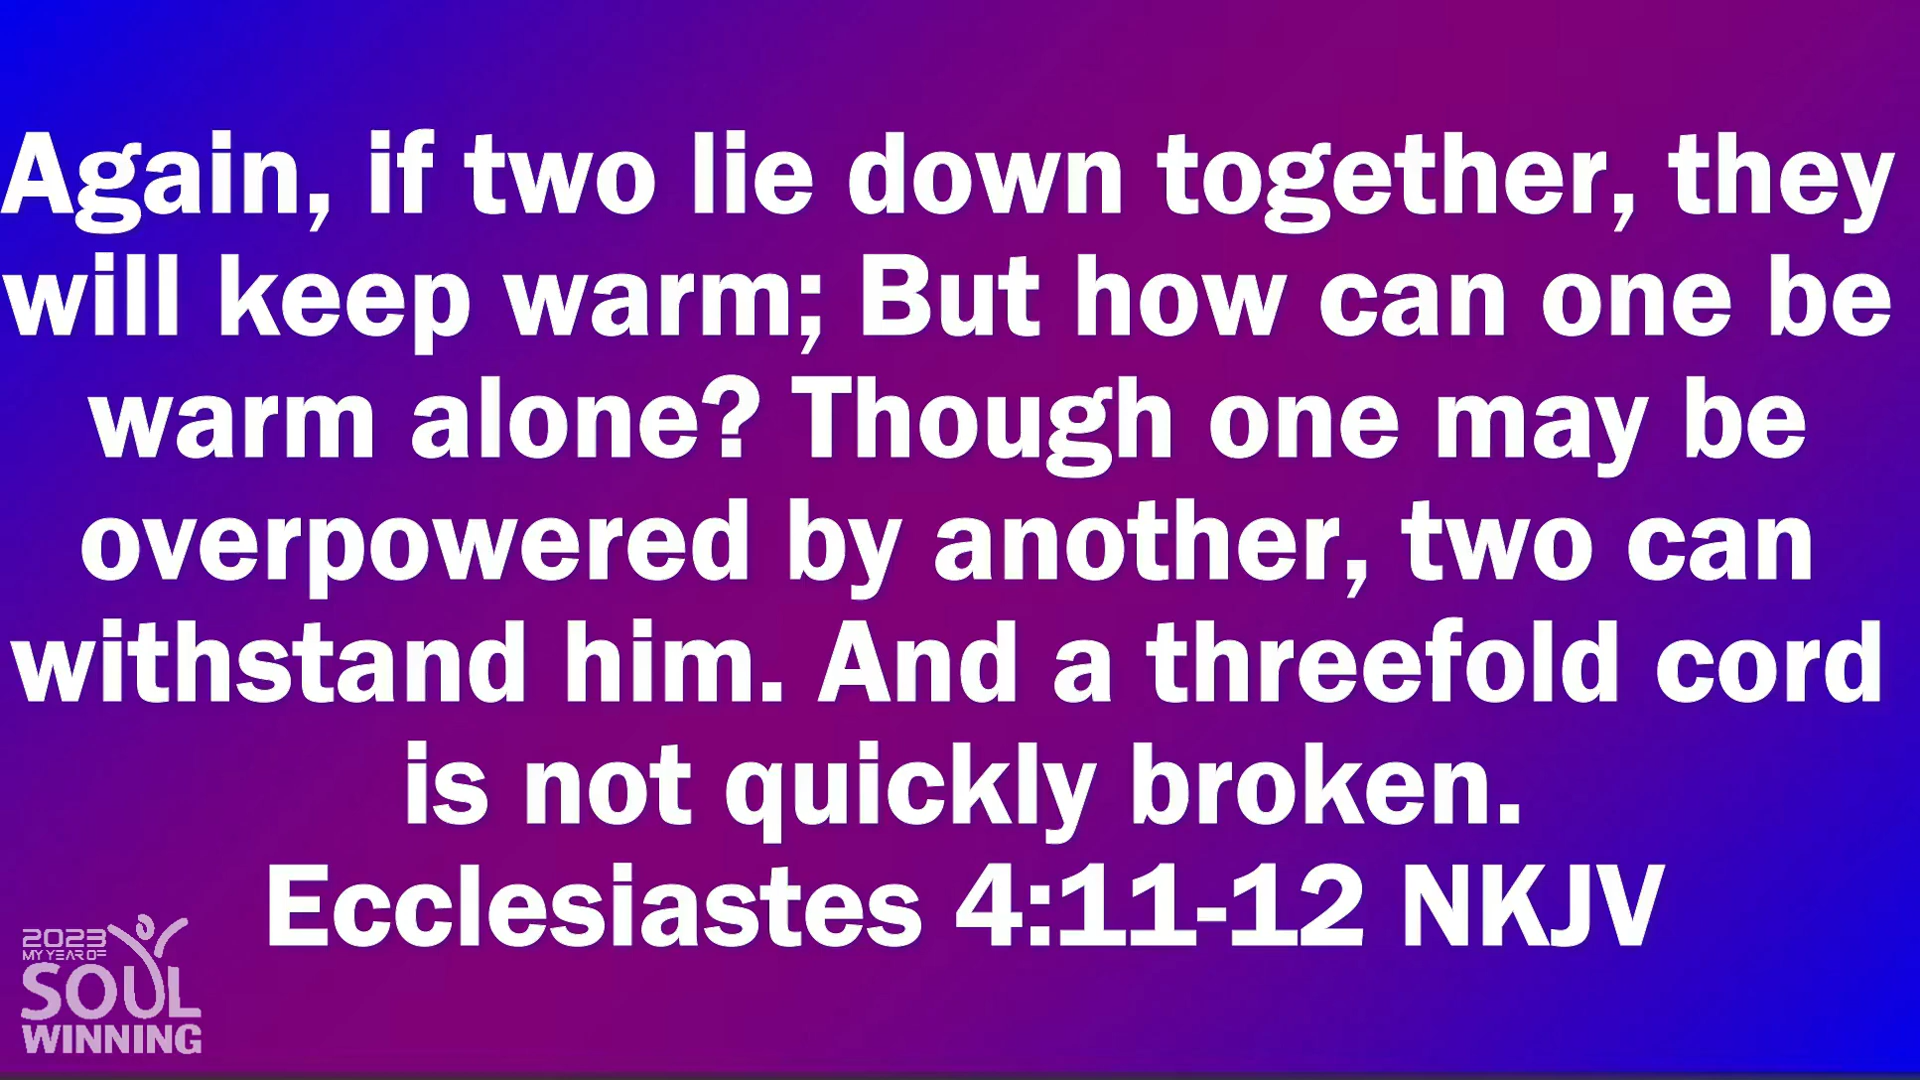 Again, if two lie down together, they
will keep warm; But how can one be
warm alone? Though one may be
overpowered by another, two can
withstand him. And a threefold cord
is not quickly broken.
Ecclesiastes 4:11-12 NKJV
2023
MY YEAR OF
SOUL
WINNING